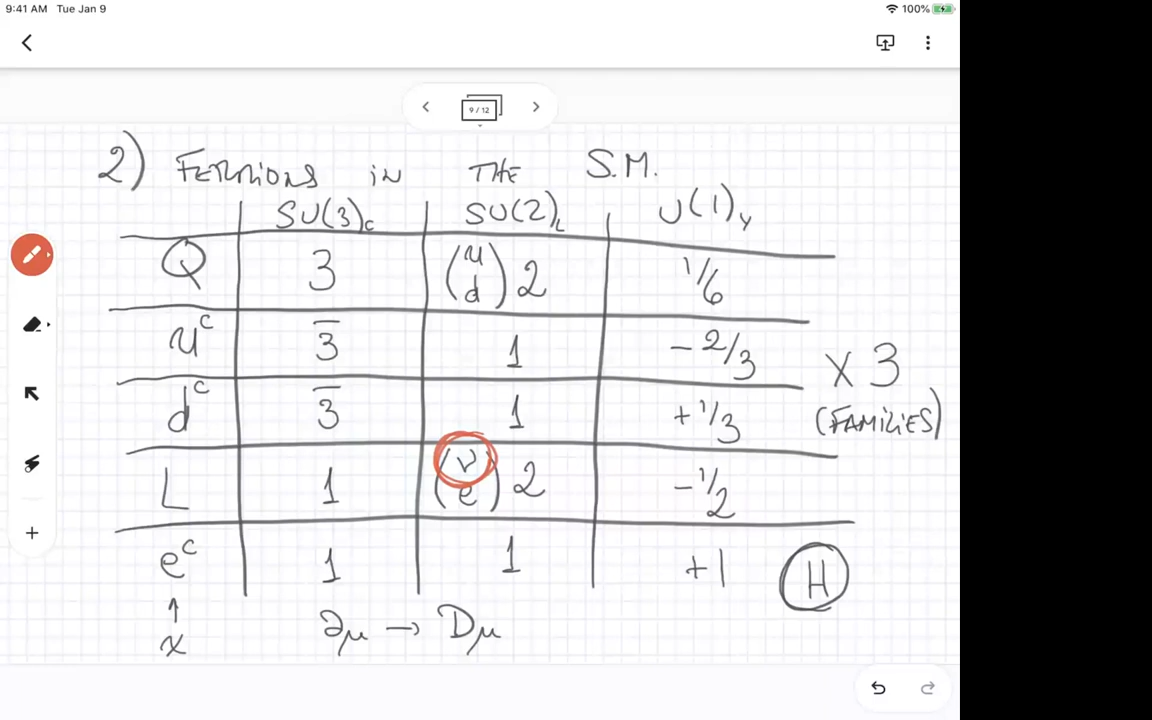 9:41 AM Tue Jan 9 100%
9 / 12
2) FERMIONS in THE S.M.
SU(3)c SU(2)L U(1)Y
Q 3 (u d) 2 1/6
u^c 3̅ 1 - 2/3
d^c 3̅ 1 + 1/3
X 3
(FAMILIES)
L 1 (ν e) 2 - 1/2
e^c 1 1 +1 H
↑ ∂μ → Dμ
χ